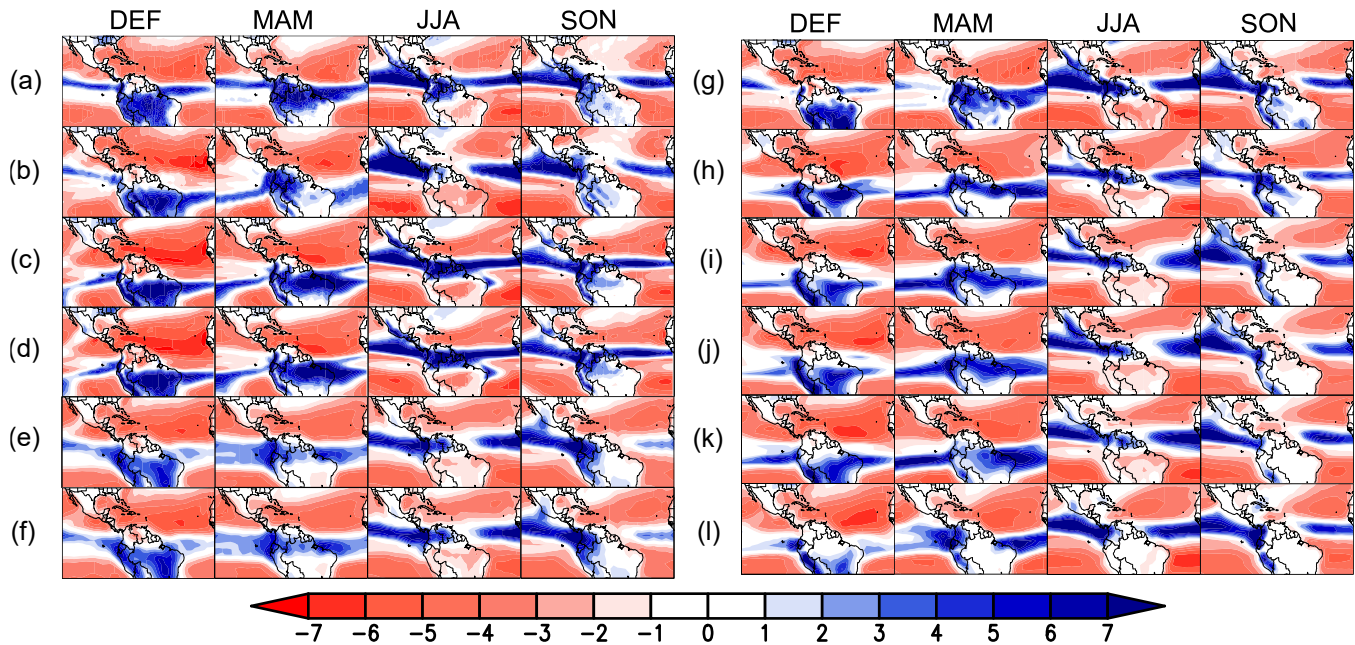 DEF MAM JJA SON DEF MAM JJA SON
(a) (g)
(b) (h)
(c) (i)
(d) (j)
(e) (k)
(f) (l)
−7 −6 −5 −4 −3 −2 −1 0 1 2 3 4 5 6 7